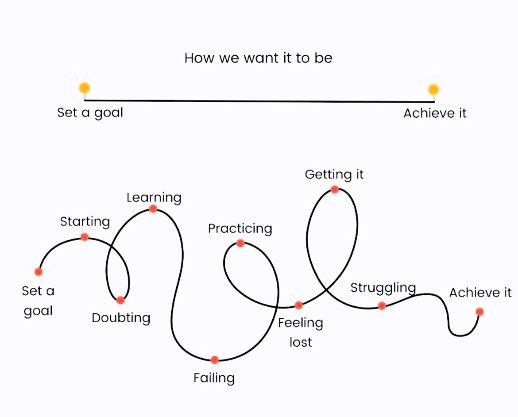 How we want it to be
Set a goal
Achieve it
Getting it
Learning
Starting
Practicing
Set a
goal
Doubting
Struggling
Achieve it
Feeling
lost
Failing